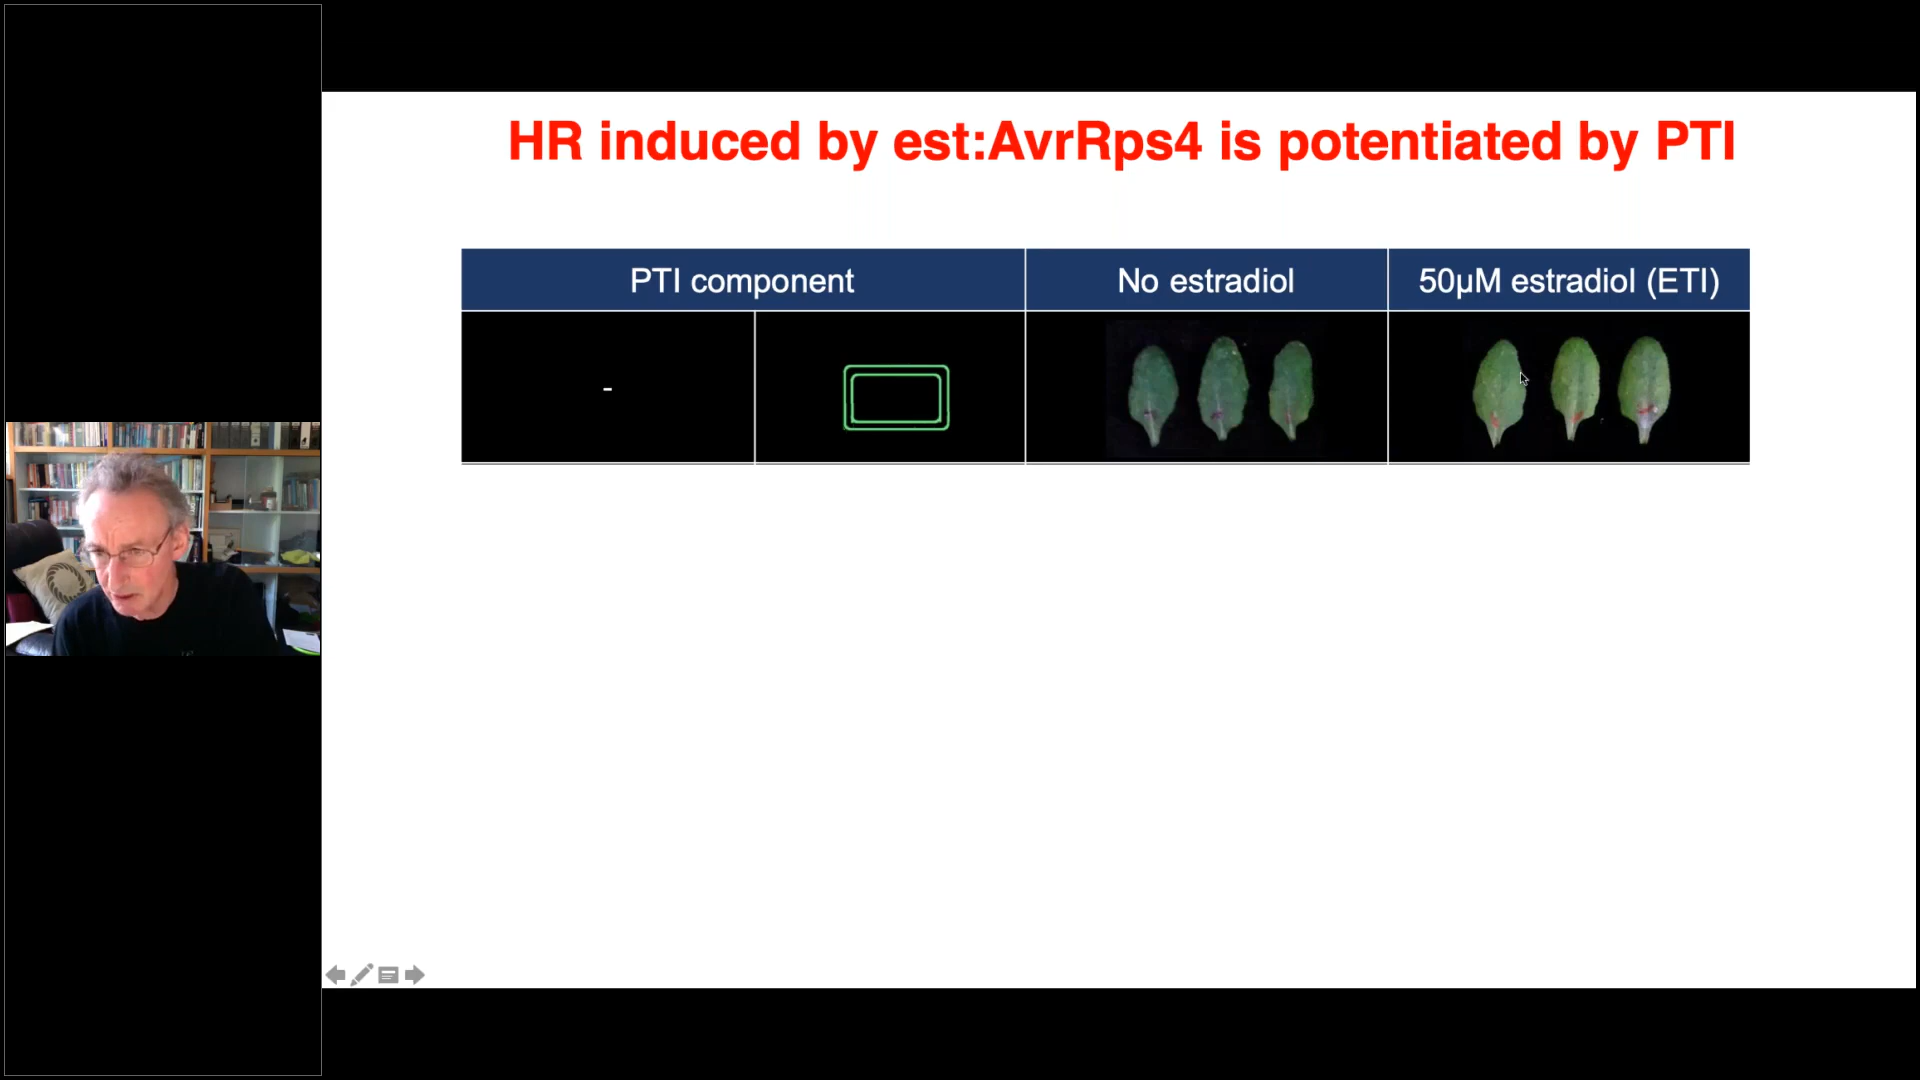 HR induced by est:AvrRps4 is potentiated by PTI
PTI component
No estradiol
50µM estradiol (ETI)
-